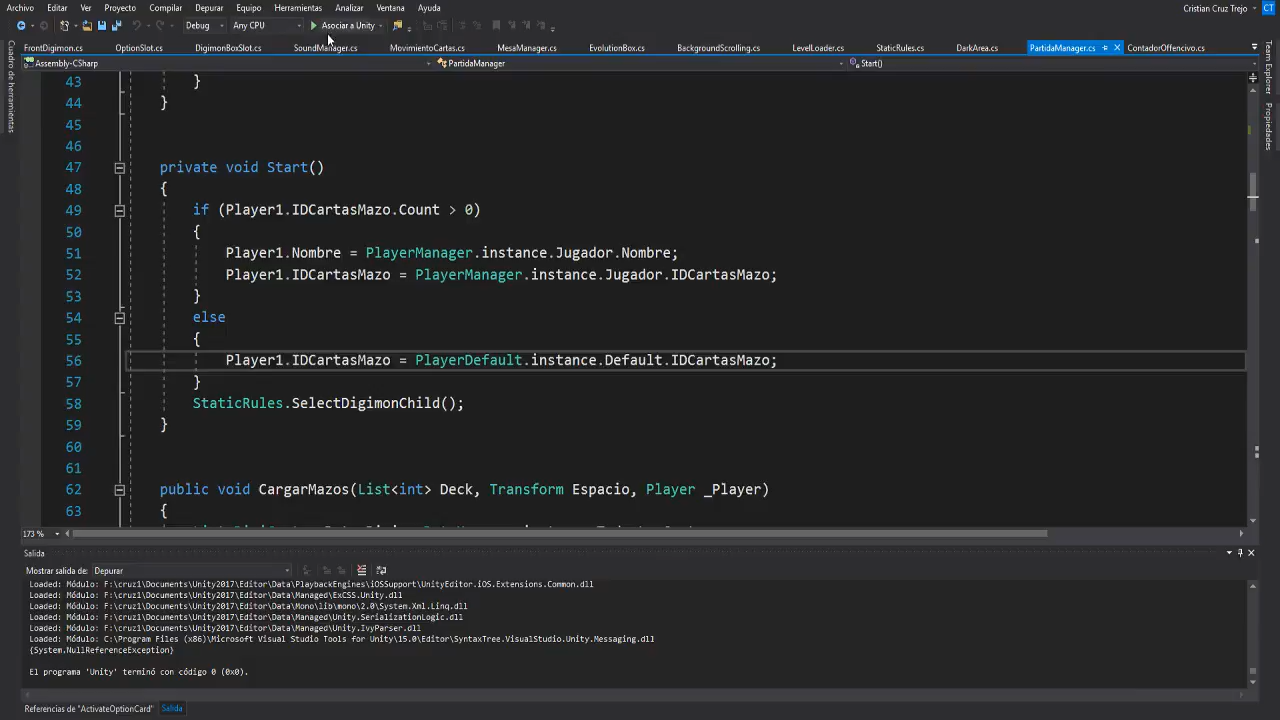 Archivo Editar Ver Proyecto Compilar Depurar Equipo Herramientas Analizar Ventana Ayuda Cristian Cruz Trejo CT
Debug Any CPU Asociar a Unity
FrontDigimon.cs OptionSlot.cs DigimonBoxSlot.cs SoundManager.cs MovimientoCartas.cs MesaManager.cs EvolutionBox.cs BackgroundScrolling.cs LevelLoader.cs StaticRules.cs DarkArea.cs PartidaManager.cs ContadorOffencivo.cs
Assembly-CSharp PartidaManager Start()
Cuadro de herramientas
Team Explorer
Propiedades
43 }
44 }
45
46
47 private void Start()
48 {
49 if (Player1.IDCartasMazo.Count > 0)
50 {
51 Player1.Nombre = PlayerManager.instance.Jugador.Nombre;
52 Player1.IDCartasMazo = PlayerManager.instance.Jugador.IDCartasMazo;
53 }
54 else
55 {
56 Player1.IDCartasMazo = PlayerDefault.instance.Default.IDCartasMazo;
57 }
58 StaticRules.SelectDigimonChild();
59 }
60
61
62 public void CargarMazos(List<int> Deck, Transform Espacio, Player _Player)
63 {
173 %
Salida
Mostrar salida de: Depurar
Loaded: Módulo: F:\cruz1\Documents\Unity2017\Editor\Data\PlaybackEngines\iOSSupport\UnityEditor.iOS.Extensions.Common.dll
Loaded: Módulo: F:\cruz1\Documents\Unity2017\Editor\Data\Managed\ExCSS.Unity.dll
Loaded: Módulo: F:\cruz1\Documents\Unity2017\Editor\Data\Mono\lib\mono\2.0\System.Xml.Linq.dll
Loaded: Módulo: F:\cruz1\Documents\Unity2017\Editor\Data\Managed\Unity.SerializationLogic.dll
Loaded: Módulo: F:\cruz1\Documents\Unity2017\Editor\Data\Managed\Unity.IvyParser.dll
Loaded: Módulo: C:\Program Files (x86)\Microsoft Visual Studio Tools for Unity\15.0\Editor\SyntaxTree.VisualStudio.Unity.Messaging.dll
{System.NullReferenceException}
El programa 'Unity' terminó con código 0 (0x0).
Referencias de "ActivateOptionCard" Salida